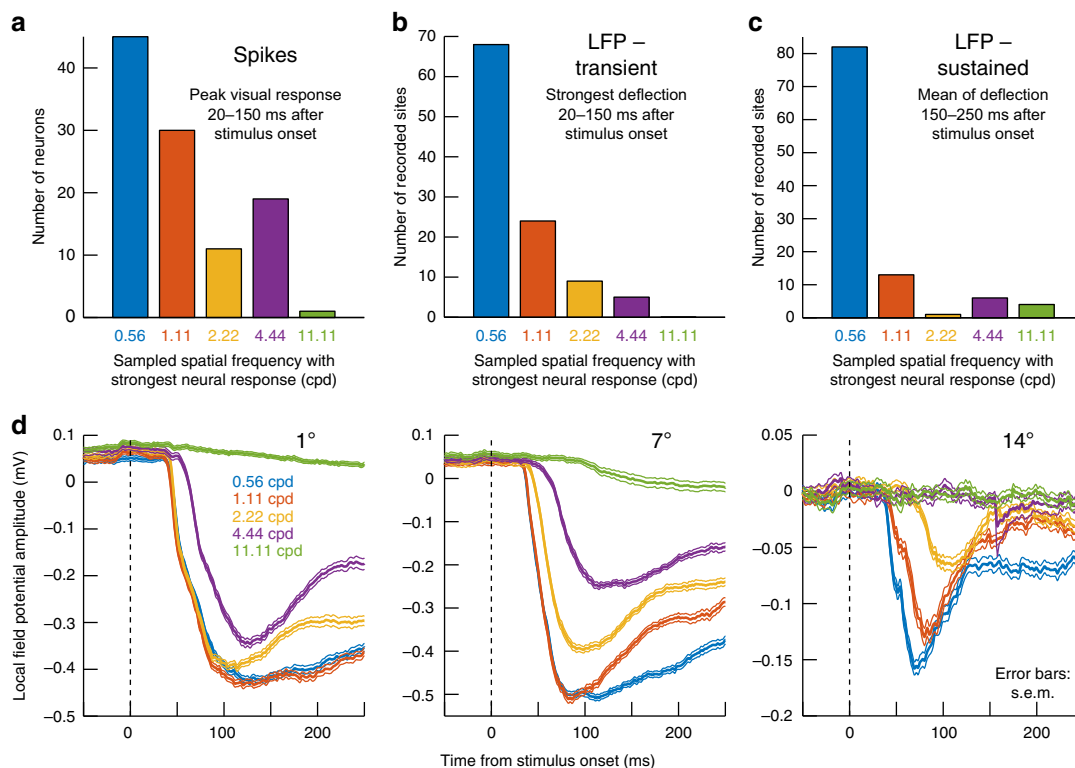 a
Spikes
Peak visual response
20–150 ms after
stimulus onset
Number of neurons
40
30
20
10
0
0.56 1.11 2.22 4.44 11.11
Sampled spatial frequency with
strongest neural response (cpd)
b
LFP –
transient
Strongest deflection
20–150 ms after
stimulus onset
Number of recorded sites
70
60
50
40
30
20
10
0
0.56 1.11 2.22 4.44 11.11
Sampled spatial frequency with
strongest neural response (cpd)
c
LFP –
sustained
Mean of deflection
150–250 ms after
stimulus onset
Number of recorded sites
80
70
60
50
40
30
20
10
0
0.56 1.11 2.22 4.44 11.11
Sampled spatial frequency with
strongest neural response (cpd)
d
1°
Local field potential amplitude (mV)
0.1
0
−0.1
−0.2
−0.3
−0.4
−0.5
0.56 cpd
1.11 cpd
2.22 cpd
4.44 cpd
11.11 cpd
0 100 200
7°
0.1
0
−0.1
−0.2
−0.3
−0.4
−0.5
0 100 200
14°
0.05
0
−0.05
−0.1
−0.15
−0.2
Error bars:
s.e.m.
0 100 200
Time from stimulus onset (ms)